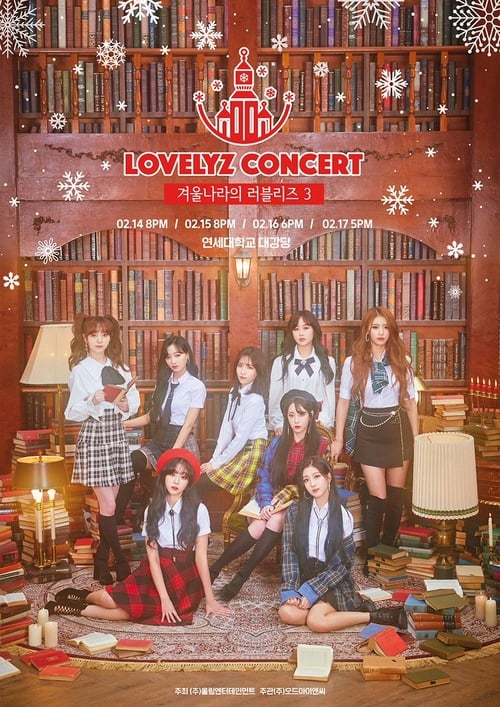 LOVELYZ CONCERT
겨울나라의 러블리즈 3
02.14 8PM / 02.15 8PM / 02.16 6PM / 02.17 5PM
연세대학교 대강당
주최 (주)울림엔터테인먼트 주관(주)오드아이앤씨